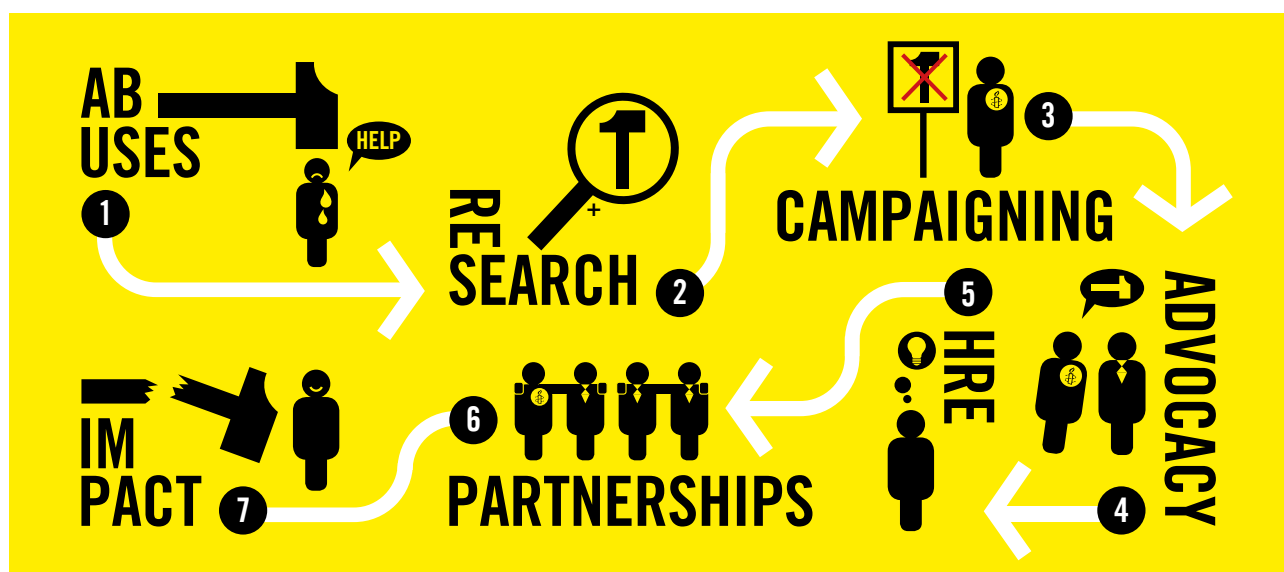 AB
USES
HELP
1
RE
SEARCH
2
CAMPAIGNING
3
ADVOCACY
4
HRE
5
PARTNERSHIPS
6
IM
PACT
7